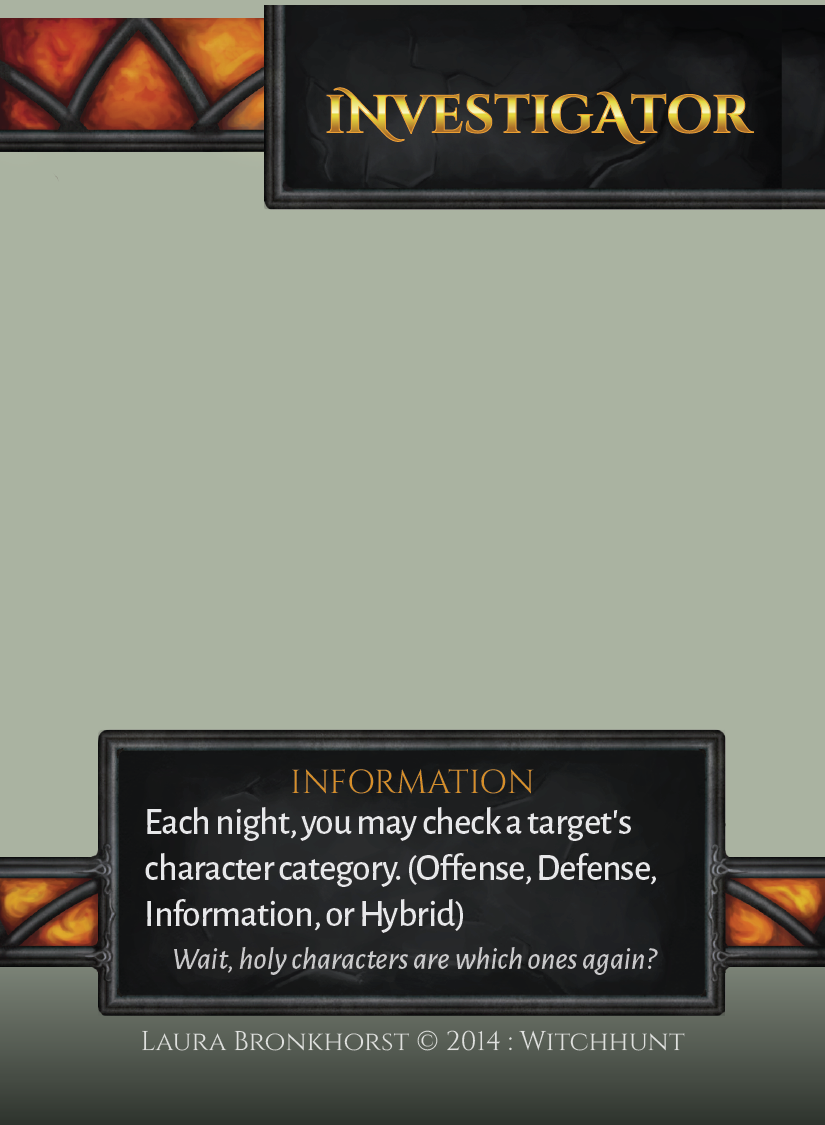 INVESTIGATOR
INFORMATION
Each night, you may check a target's
character category. (Offense, Defense,
Information, or Hybrid)
Wait, holy characters are which ones again?
Laura Bronkhorst © 2014 : Witchhunt